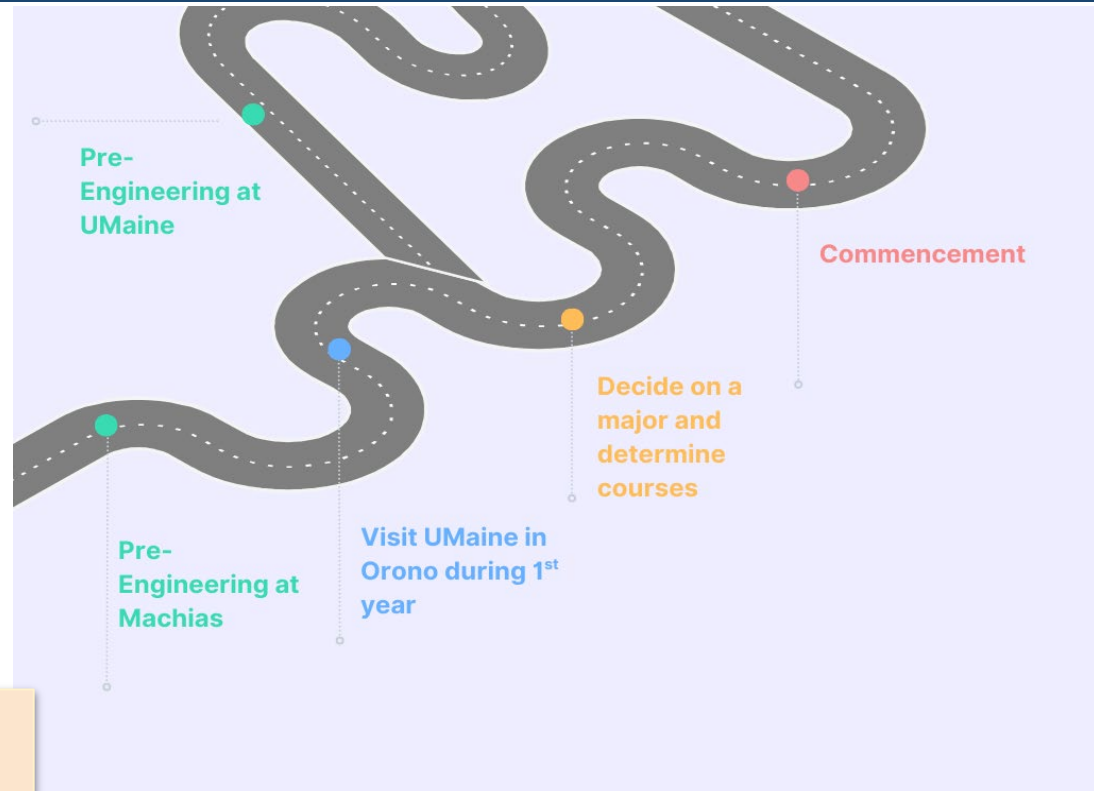 Pre-
Engineering at
UMaine
Commencement
Decide on a
major and
determine
courses
Visit UMaine in
Orono during 1st
year
Pre-
Engineering at
Machias